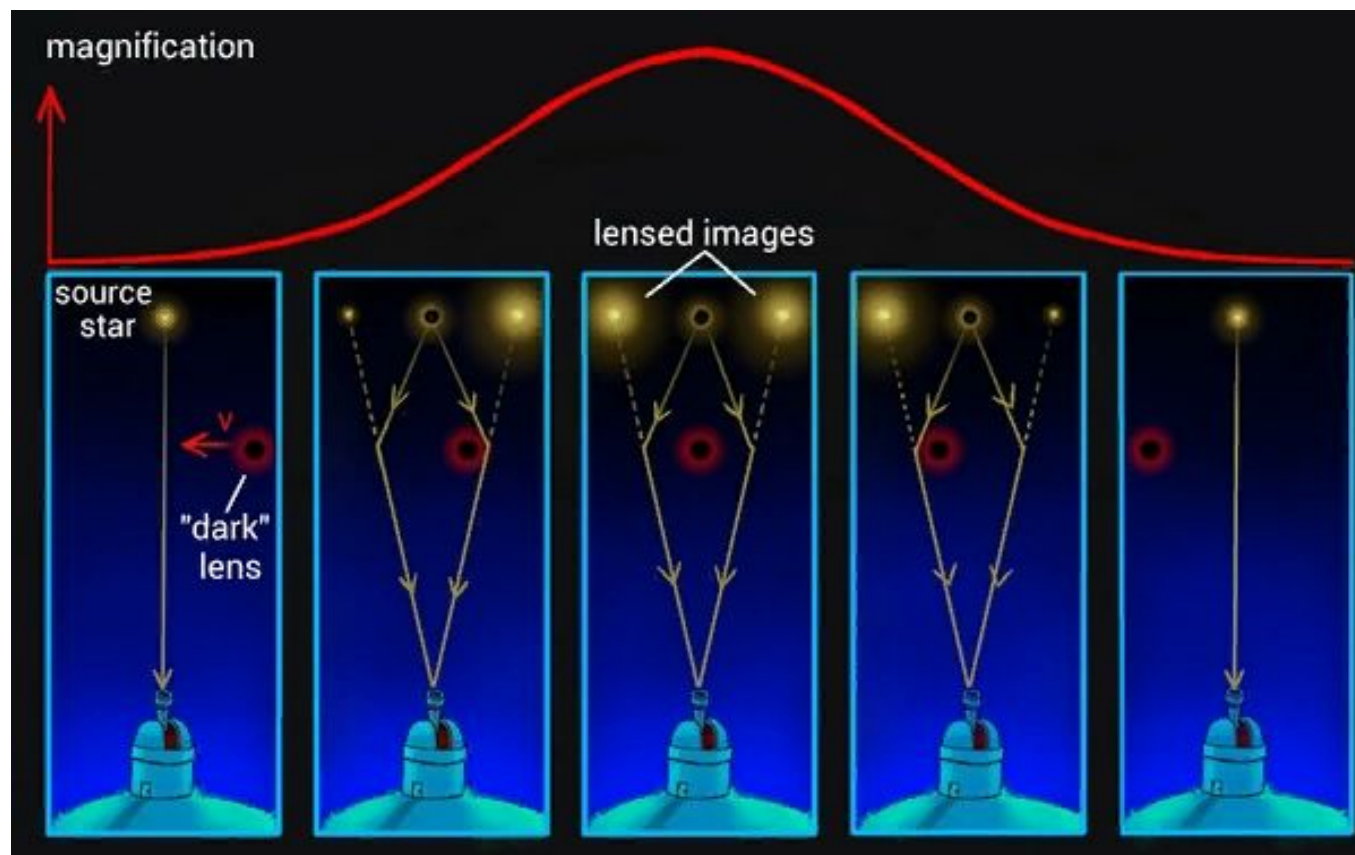 magnification
lensed images
source
star
v
"dark"
lens